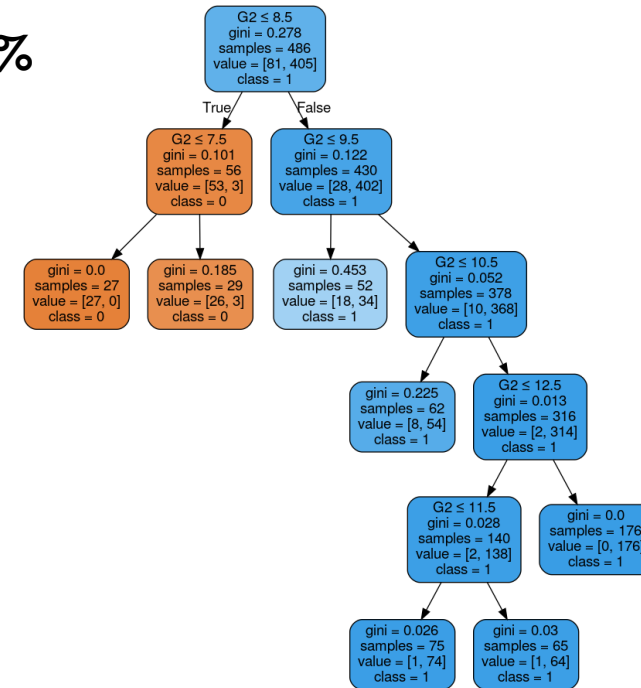 %
G2 ≤ 8.5
gini = 0.278
samples = 486
value = [81, 405]
class = 1
True
False
G2 ≤ 7.5
gini = 0.101
samples = 56
value = [53, 3]
class = 0
G2 ≤ 9.5
gini = 0.122
samples = 430
value = [28, 402]
class = 1
gini = 0.0
samples = 27
value = [27, 0]
class = 0
gini = 0.185
samples = 29
value = [26, 3]
class = 0
gini = 0.453
samples = 52
value = [18, 34]
class = 1
G2 ≤ 10.5
gini = 0.052
samples = 378
value = [10, 368]
class = 1
gini = 0.225
samples = 62
value = [8, 54]
class = 1
G2 ≤ 12.5
gini = 0.013
samples = 316
value = [2, 314]
class = 1
G2 ≤ 11.5
gini = 0.028
samples = 140
value = [2, 138]
class = 1
gini = 0.0
samples = 176
value = [0, 176]
class = 1
gini = 0.026
samples = 75
value = [1, 74]
class = 1
gini = 0.03
samples = 65
value = [1, 64]
class = 1